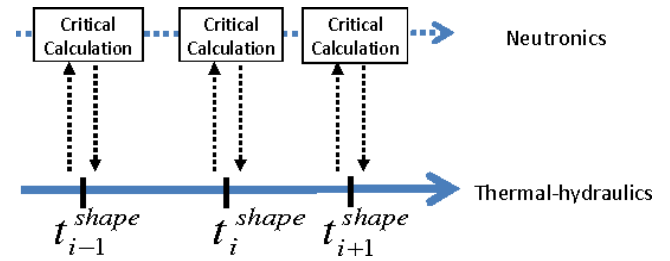 Critical Calculation
Critical Calculation
Critical Calculation
Neutronics
Thermal-hydraulics
t_{i-1}^{shape}
t_i^{shape}
t_{i+1}^{shape}